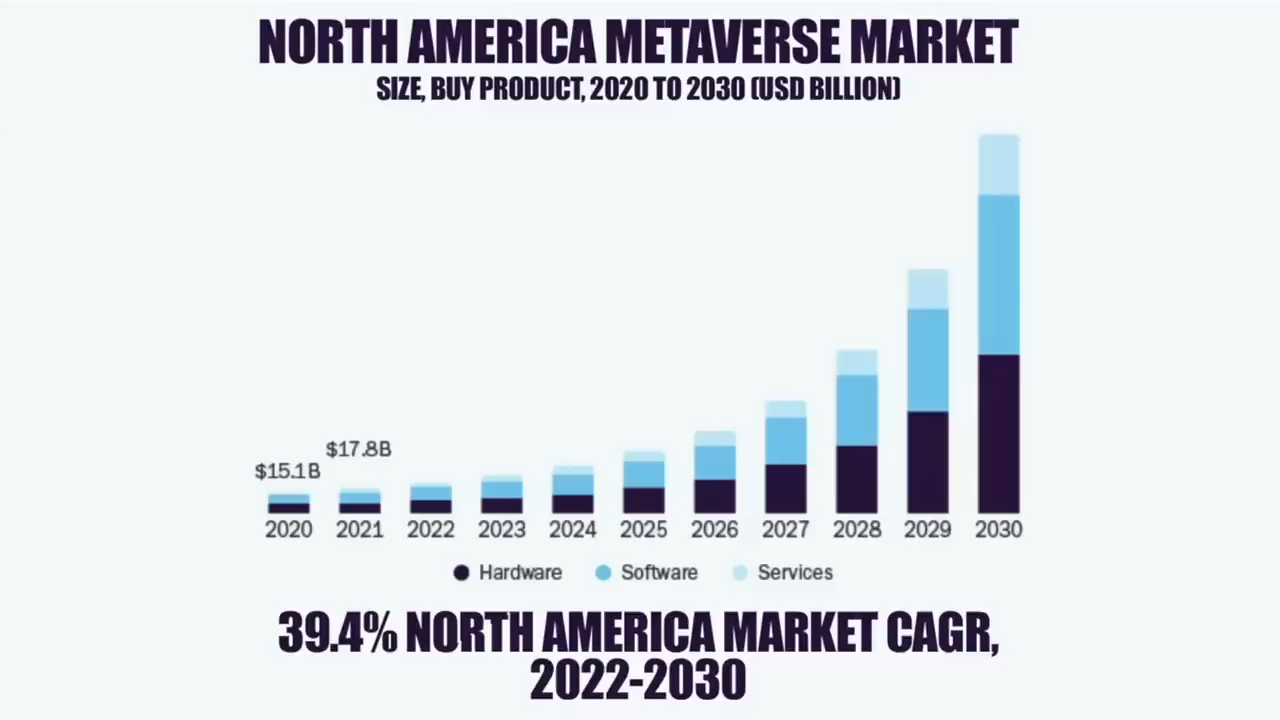 NORTH AMERICA METAVERSE MARKET
SIZE, BUY PRODUCT, 2020 TO 2030 (USD BILLION)
$17.8B
$15.1B
2020 2021 2022 2023 2024 2025 2026 2027 2028 2029 2030
Hardware Software Services
39.4% NORTH AMERICA MARKET CAGR,
2022-2030